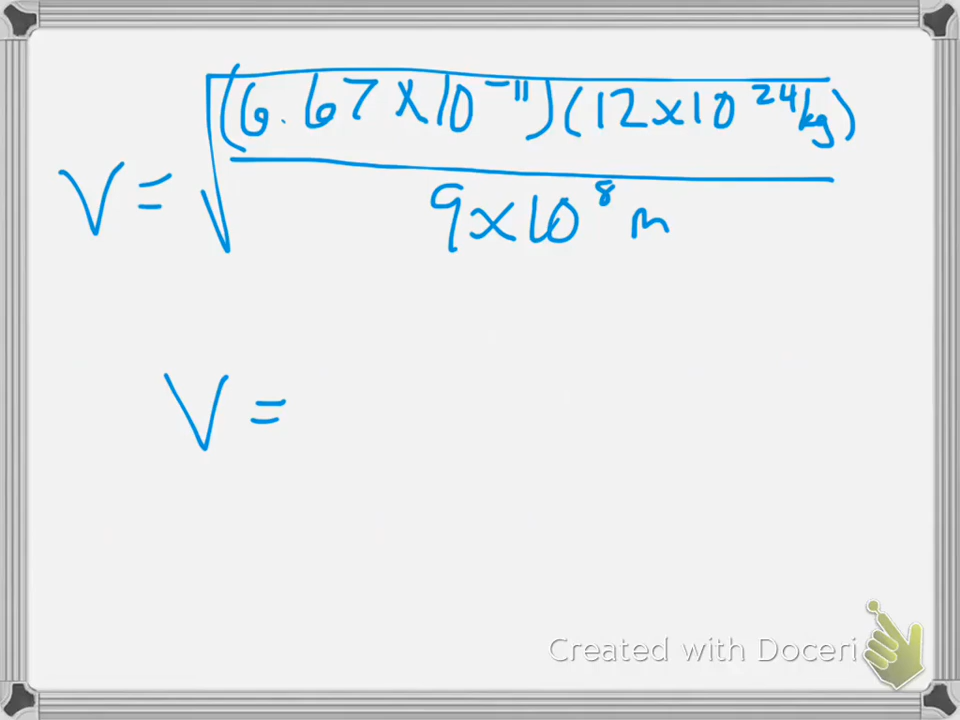 V = √((6.67 x 10⁻¹¹)(12 x 10²⁴ kg) / 9 x 10⁸ m)
V =
Created with Doceri